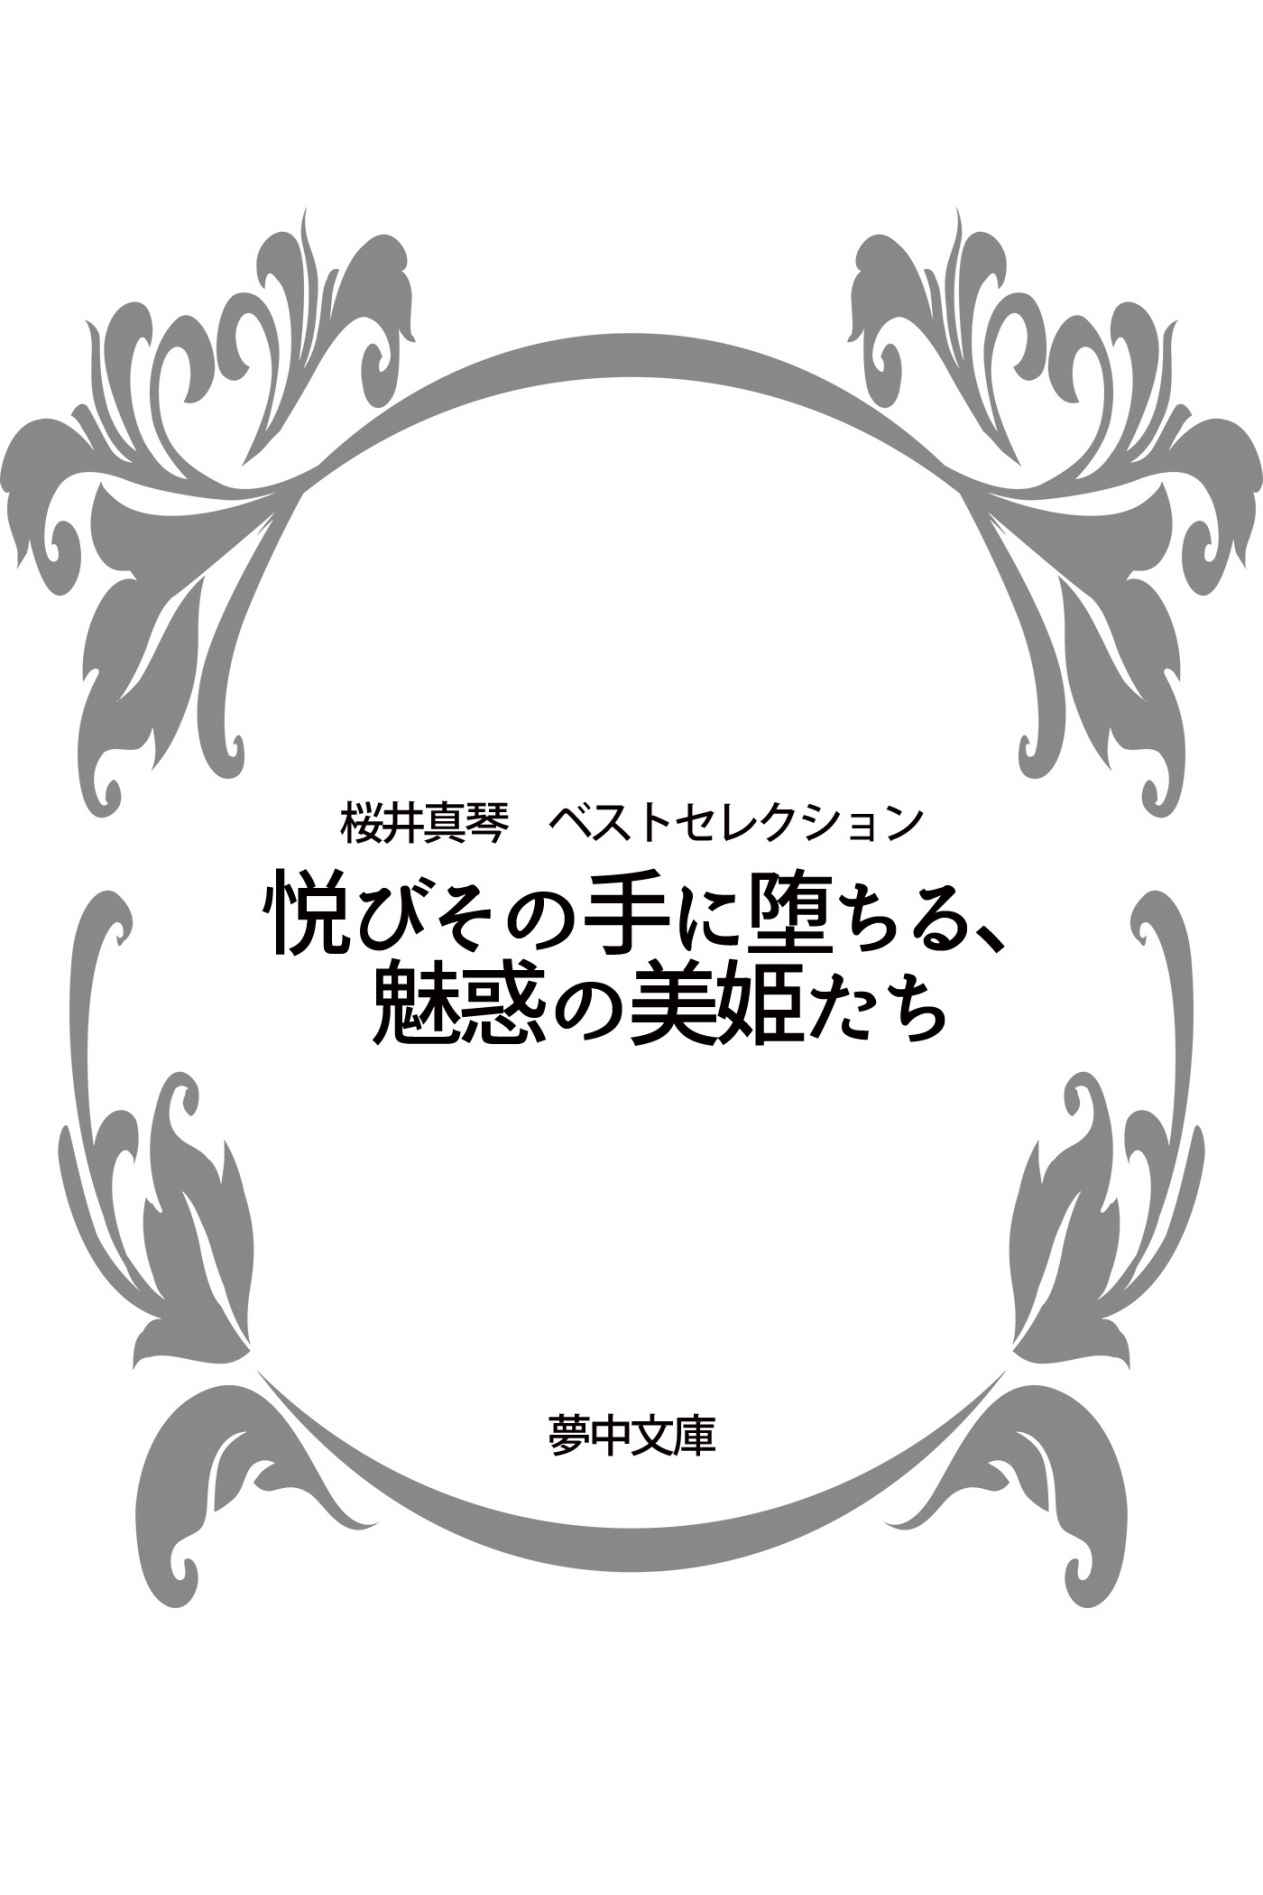 桜井真琴　ベストセレクション
悦びその手に堕ちる、
魅惑の美姫たち
夢中文庫